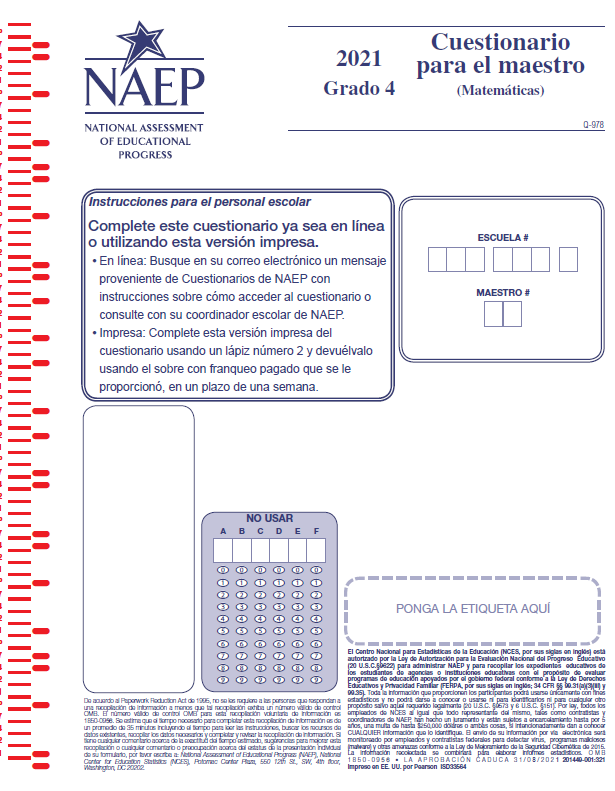 NAEP
NATIONAL ASSESSMENT
OF EDUCATIONAL
PROGRESS
2021
Grado 4
Cuestionario
para el maestro
(Matemáticas)
Q-978
Instrucciones para el personal escolar
Complete este cuestionario ya sea en línea
o utilizando esta versión impresa.
• En línea: Busque en su correo electrónico un mensaje
proveniente de Cuestionarios de NAEP con
instrucciones sobre cómo acceder al cuestionario o
consulte con su coordinador escolar de NAEP.
• Impresa: Complete esta versión impresa del
cuestionario usando un lápiz número 2 y devuélvalo
usando el sobre con franqueo pagado que se le
proporcionó, en un plazo de una semana.
ESCUELA #
MAESTRO #
NO USAR
A B C D E F
0 0 0 0 0 0
1 1 1 1 1 1
2 2 2 2 2 2
3 3 3 3 3 3
4 4 4 4 4 4
5 5 5 5 5 5
6 6 6 6 6 6
7 7 7 7 7 7
8 8 8 8 8 8
9 9 9 9 9 9
PONGA LA ETIQUETA AQUÍ
De acuerdo al Paperwork Reduction Act de 1995, no se les requiere a las personas que respondan a
una recopilación de información a menos que tal recopilación exhiba un número válido de control
OMB. El número válido de control OMB para esta recopilación voluntaria de información es
1850-0956. Se estima que el tiempo necesario para completar esta recopilación de información es de
un promedio de 35 minutos incluyendo el tiempo para leer las instrucciones, buscar los recursos de
datos existentes, recopilar los datos necesarios y completar y revisar la recopilación de información. Si
tiene cualquier comentario acerca de la exactitud del tiempo estimado, sugerencias para mejorar esta
recopilación o cualquier comentario o preocupación acerca del estatus de la presentación individual
de su formulario, por favor escriba a: National Assessment of Educational Progress (NAEP), National
Center for Education Statistics (NCES), Potomac Center Plaza, 550 12th St., SW, 4th floor,
Washington, DC 20202.
El Centro Nacional para Estadísticas de la Educación (NCES, por sus siglas en inglés) está
autorizado por la Ley de Autorización para la Evaluación Nacional del Progreso Educativo
(20 U.S.C.§9622) para administrar NAEP y para recopilar los expedientes educativos de
los estudiantes de agencias o instituciones educativas con el propósito de evaluar
programas de educación apoyados por el gobierno federal conforme a la Ley de Derechos
Educativos y Privacidad Familiar (FERPA, por sus siglas en inglés; 34 CFR §§ 99.31(a)(3)(iii) y
99.35). Toda la información que proporcionen los participantes podrá usarse únicamente con fines
estadísticos y no podrá darse a conocer o usarse ni para identificarlos ni para cualquier otro
propósito salvo aquel requerido legalmente (20 U.S.C. §9573 y 6 U.S.C. §151). Por ley, todos los
empleados de NCES al igual que todo representante del mismo, tales como contratistas y
coordinadores de NAEP, han hecho un juramento y están sujetos a encarcelamiento hasta por 5
años, una multa de hasta $250,000 dólares o ambas cosas, si intencionadamente dan a conocer
CUALQUIER información que lo identifique. El envío de su información por vía electrónica será
monitoreado por empleados y contratistas federales para detectar virus, programas maliciosos
(malware) y otras amenazas conforme a la Ley de Mejoramiento de la Seguridad Cibernética de 2015.
La información recolectada se combinará para elaborar informes estadísticos. OMB
1850-0956 • LA APROBACIÓN CADUCA 31/08/2021 201449-001:321
Impreso en EE. UU. por Pearson ISD33564